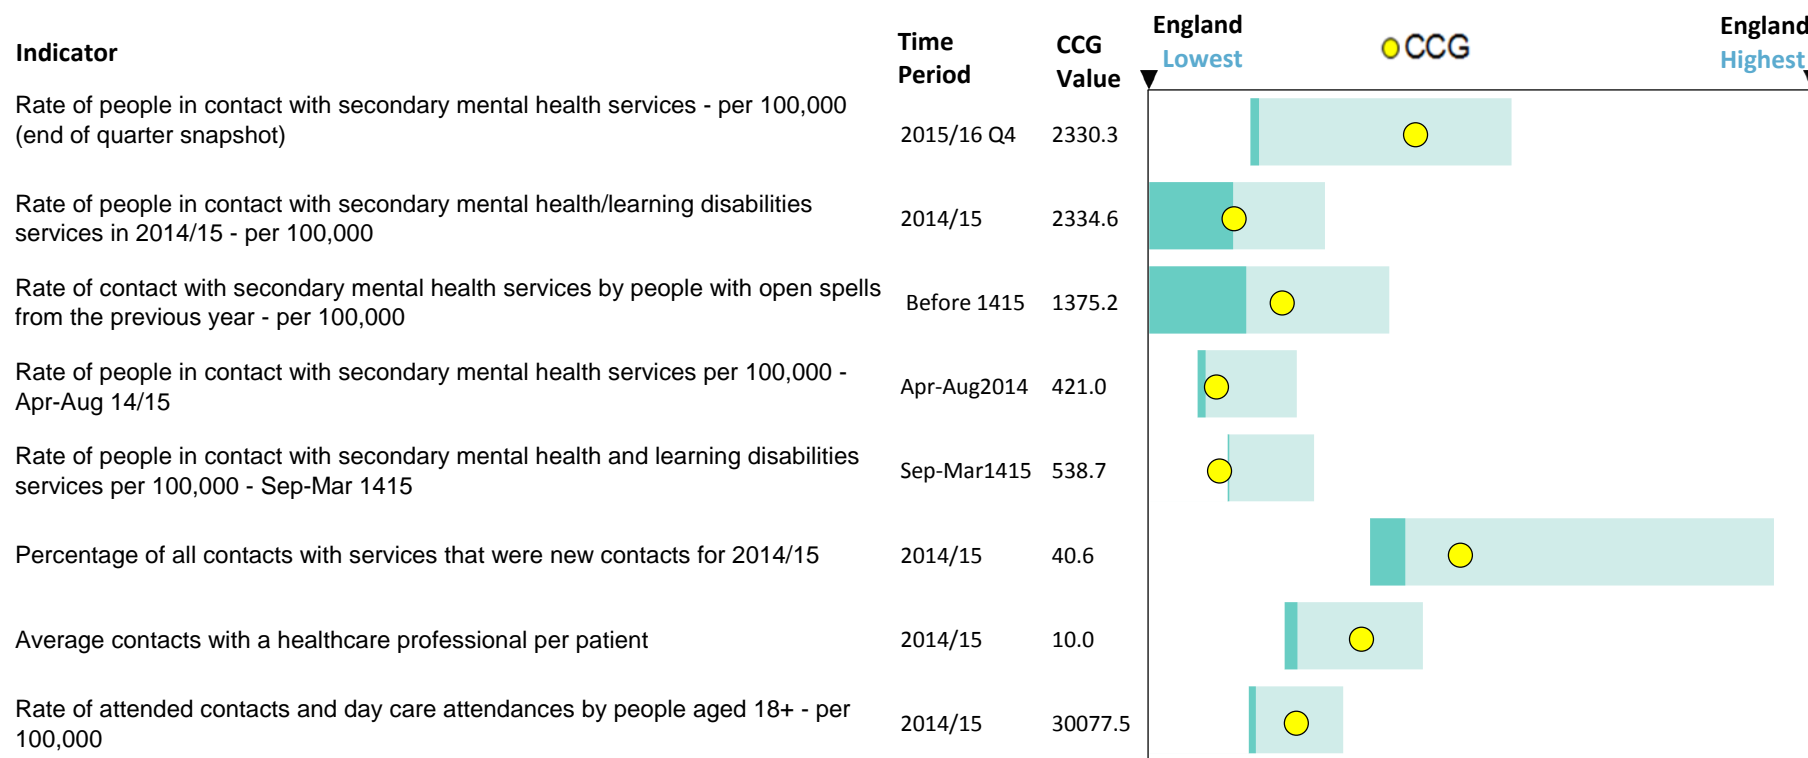 Indicator
Time Period
CCG Value
England Lowest
CCG
England Highest
Rate of people in contact with secondary mental health services - per 100,000
(end of quarter snapshot)
2015/16 Q4
2330.3
Rate of people in contact with secondary mental health/learning disabilities
services in 2014/15 - per 100,000
2014/15
2334.6
Rate of contact with secondary mental health services by people with open spells
from the previous year - per 100,000
Before 1415
1375.2
Rate of people in contact with secondary mental health services per 100,000 -
Apr-Aug 14/15
Apr-Aug2014
421.0
Rate of people in contact with secondary mental health and learning disabilities
services per 100,000 - Sep-Mar 1415
Sep-Mar1415
538.7
Percentage of all contacts with services that were new contacts for 2014/15
2014/15
40.6
Average contacts with a healthcare professional per patient
2014/15
10.0
Rate of attended contacts and day care attendances by people aged 18+ - per
100,000
2014/15
30077.5